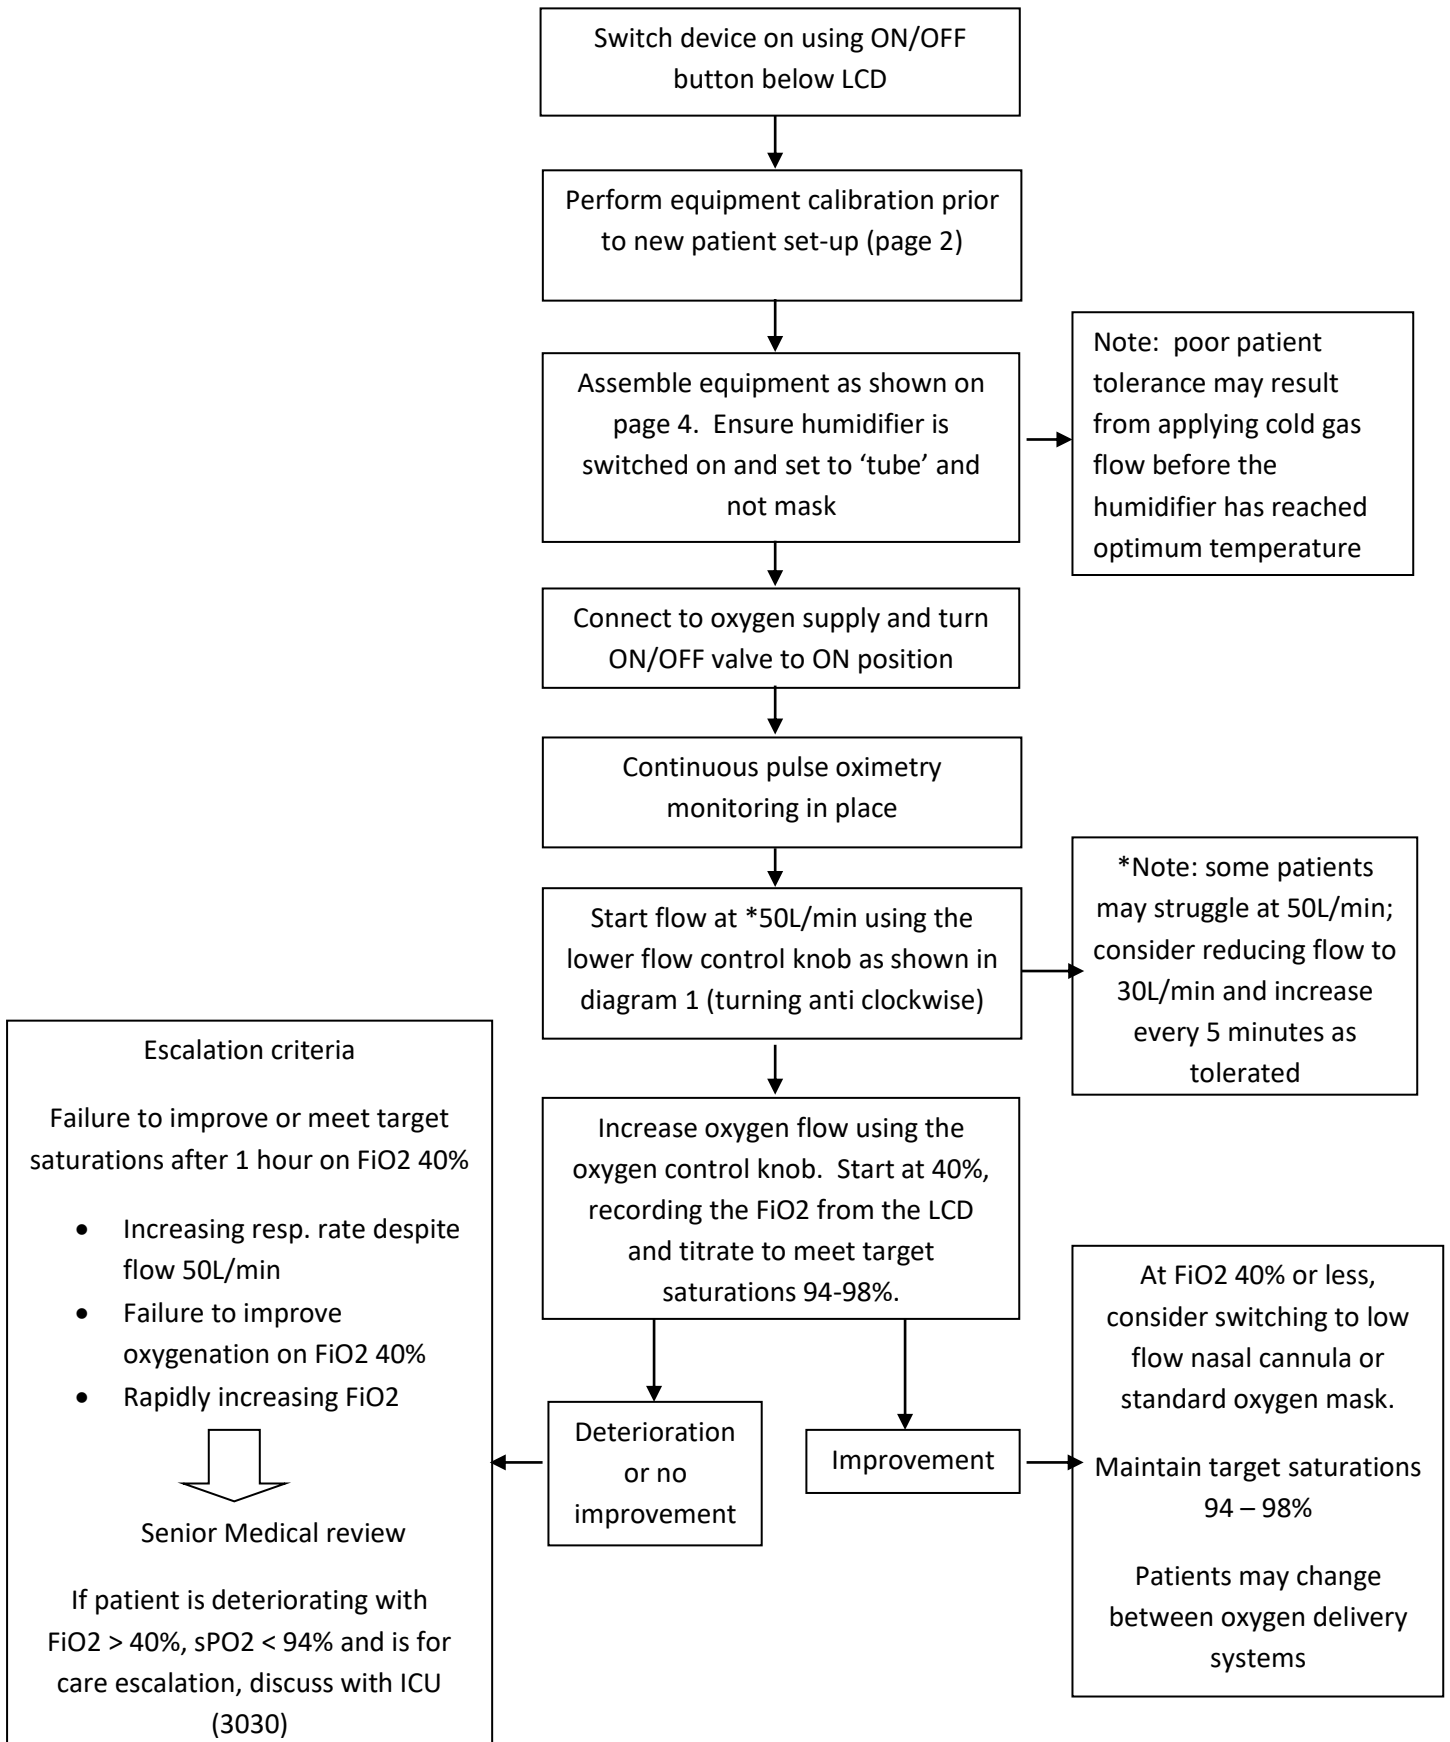 Switch device on using ON/OFF
button below LCD
Perform equipment calibration prior
to new patient set-up (page 2)
Assemble equipment as shown on
page 4.  Ensure humidifier is
switched on and set to ‘tube’ and
not mask
Note:  poor patient
tolerance may result
from applying cold gas
flow before the
humidifier has reached
optimum temperature
Connect to oxygen supply and turn
ON/OFF valve to ON position
Continuous pulse oximetry
monitoring in place
Start flow at *50L/min using the
lower flow control knob as shown in
diagram 1 (turning anti clockwise)
*Note: some patients
may struggle at 50L/min;
consider reducing flow to
30L/min and increase
every 5 minutes as
tolerated
Increase oxygen flow using the
oxygen control knob.  Start at 40%,
recording the FiO2 from the LCD
and titrate to meet target
saturations 94-98%.
Deterioration
or no
improvement
Improvement
Escalation criteria
Failure to improve or meet target
saturations after 1 hour on FiO2 40%
• Increasing resp. rate despite
flow 50L/min
• Failure to improve
oxygenation on FiO2 40%
• Rapidly increasing FiO2
Senior Medical review
If patient is deteriorating with
FiO2 > 40%, sPO2 < 94% and is for
care escalation, discuss with ICU
(3030)
At FiO2 40% or less,
consider switching to low
flow nasal cannula or
standard oxygen mask.
Maintain target saturations
94 – 98%
Patients may change
between oxygen delivery
systems